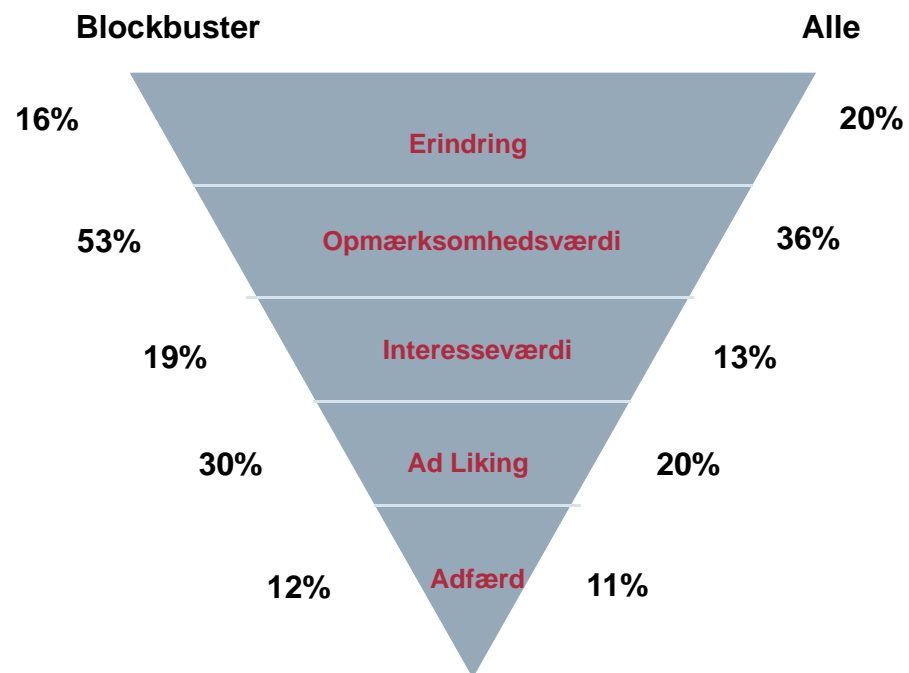 Blockbuster Alle
16% Erindring 20%
53% Opmærksomhedsværdi 36%
19% Interesseværdi 13%
30% Ad Liking 20%
12% Adfærd 11%